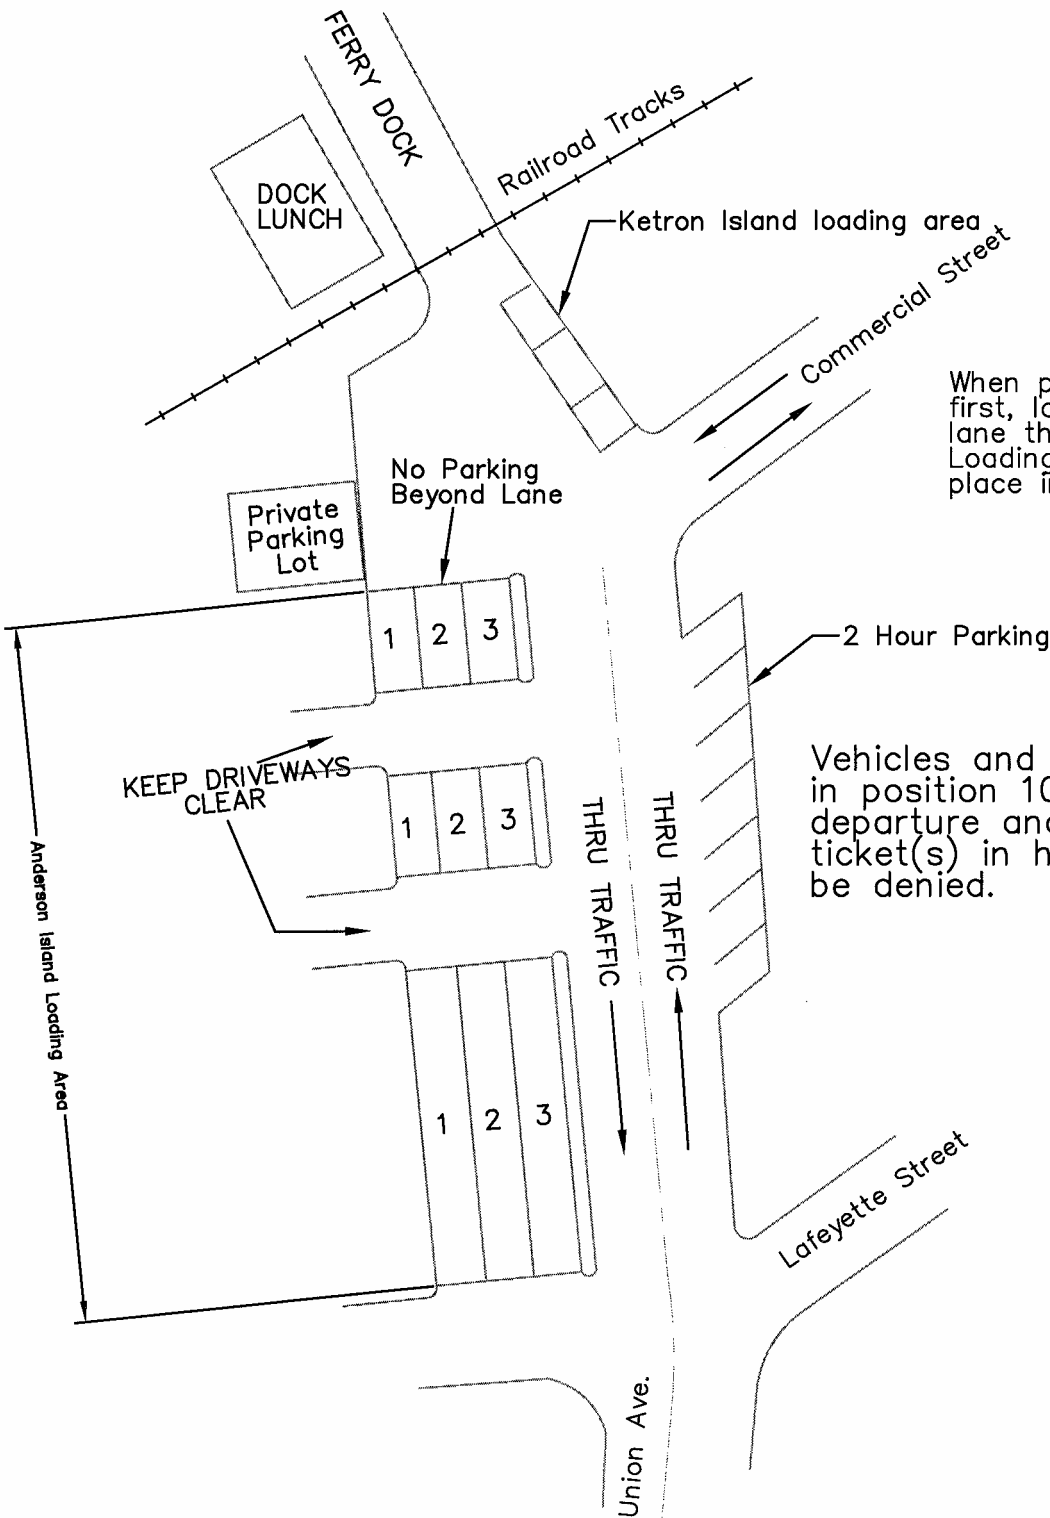 FERRY DOCK
Railroad Tracks
DOCK
LUNCH
Ketron Island loading area
Commercial Street
When
first,
lane
Loading
place
No Parking
Beyond Lane
Private
Parking
Lot
1 2 3
2 Hour Parking
KEEP DRIVEWAYS
CLEAR
Vehicles and
in position
departure
ticket(s) in
be denied.
1 2 3
THRU TRAFFIC
THRU TRAFFIC
Anderson Island Loading Area
1 2 3
Lafeyette Street
Union Ave.